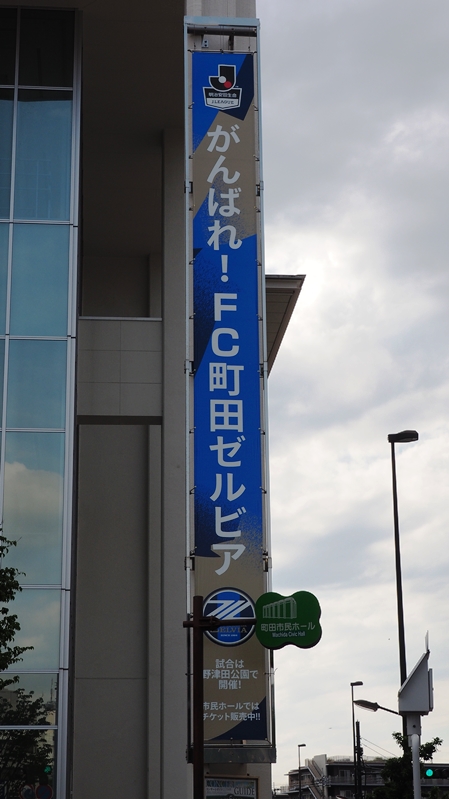 明治安田生命
J.LEAGUE
がんばれ！FC町田ゼルビア
ZELVIA
町田市民ホール
Machida Civic Hall
試合は
野津田公園で
開催！
市民ホールでは
チケット販売中!!